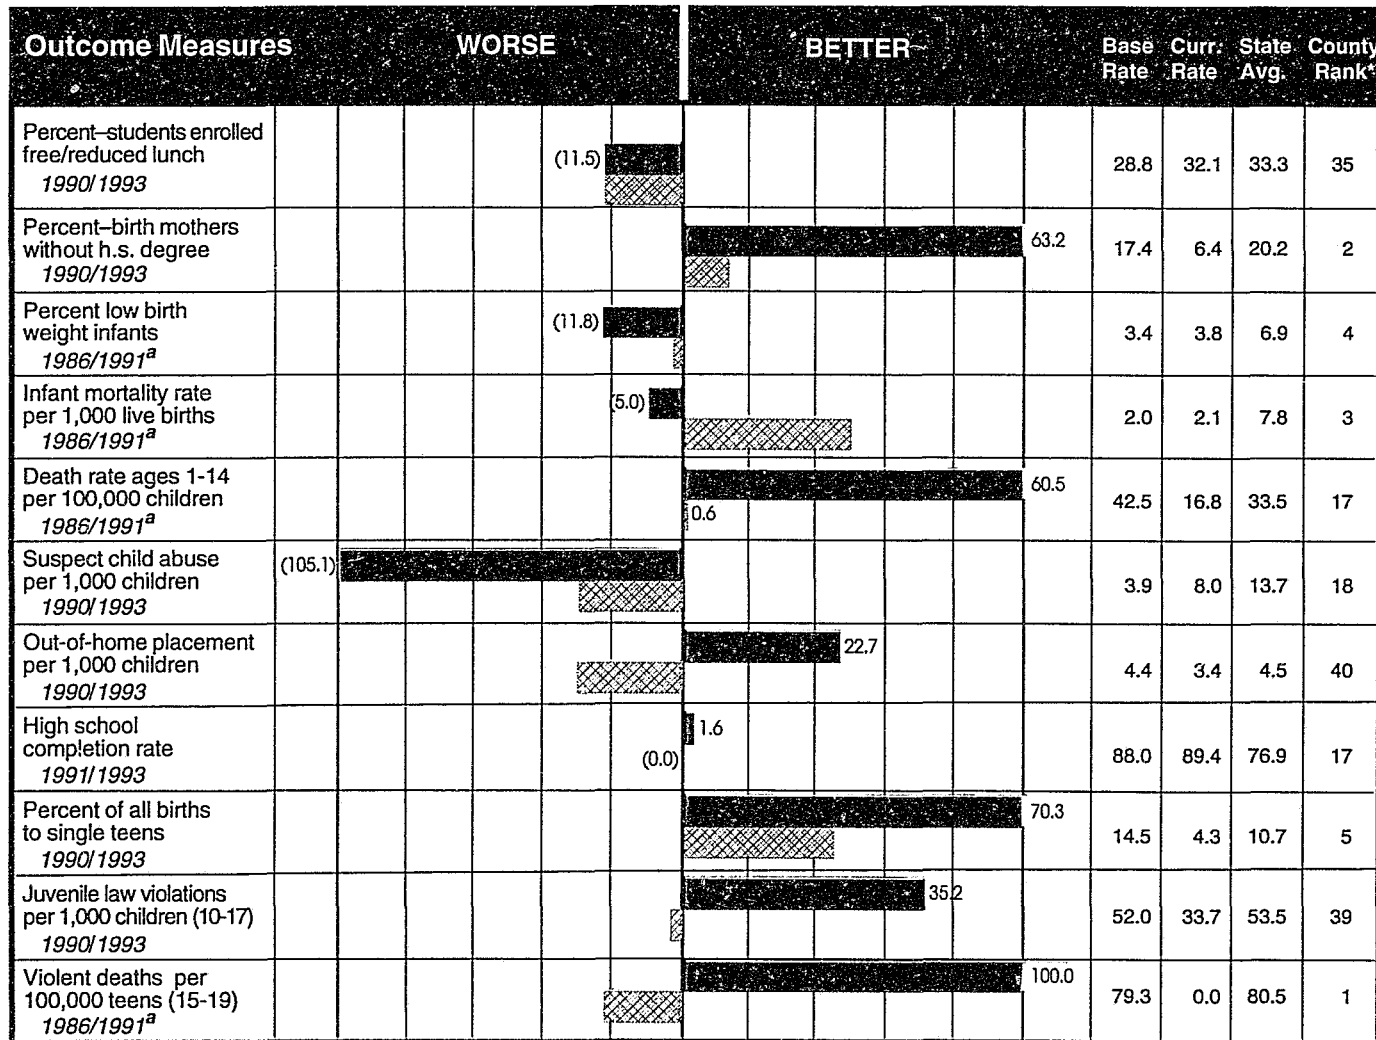 Outcome Measures WORSE BETTER Base Rate Curr. Rate State Avg. County Rank*
Percent–students enrolled
free/reduced lunch
1990/1993
(11.5)
28.8 32.1 33.3 35
Percent–birth mothers
without h.s. degree
1990/1993
63.2
17.4 6.4 20.2 2
Percent low birth
weight infants
1986/1991a
(11.8)
3.4 3.8 6.9 4
Infant mortality rate
per 1,000 live births
1986/1991a
(5.0)
2.0 2.1 7.8 3
Death rate ages 1-14
per 100,000 children
1986/1991a
60.5
0.6
42.5 16.8 33.5 17
Suspect child abuse
per 1,000 children
1990/1993
(105.1)
3.9 8.0 13.7 18
Out-of-home placement
per 1,000 children
1990/1993
22.7
4.4 3.4 4.5 40
High school
completion rate
1991/1993
1.6
(0.0)
88.0 89.4 76.9 17
Percent of all births
to single teens
1990/1993
70.3
14.5 4.3 10.7 5
Juvenile law violations
per 1,000 children (10-17)
1990/1993
35.2
52.0 33.7 53.5 39
Violent deaths per
100,000 teens (15-19)
1986/1991a
100.0
79.3 0.0 80.5 1